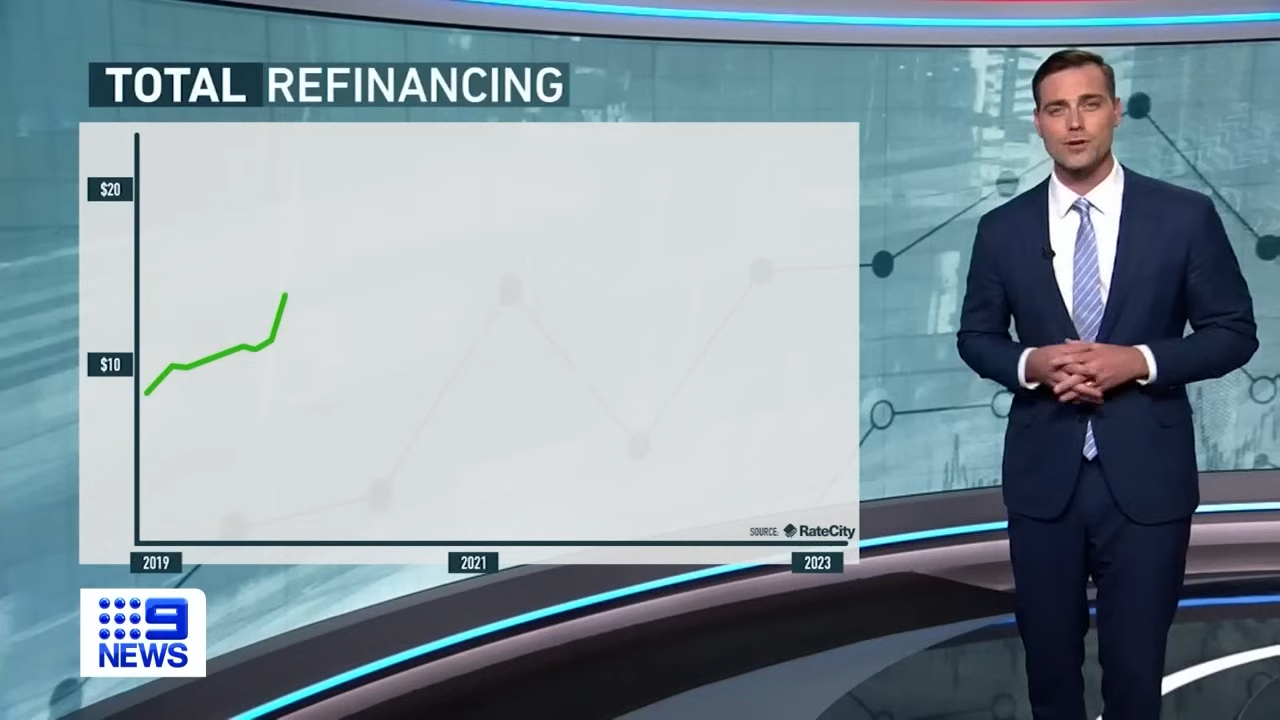 TOTAL REFINANCING
$20
$10
SOURCE: RateCity
2019 2021 2023
9
NEWS